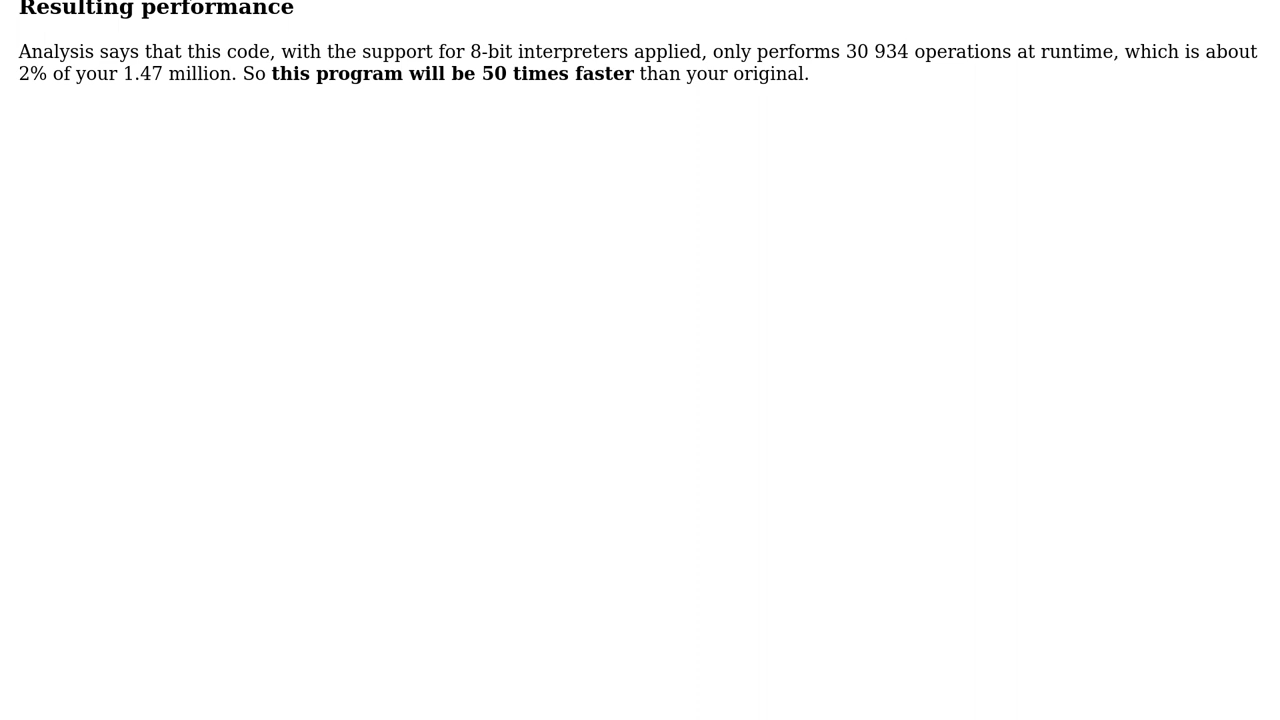 Resulting performance
Analysis says that this code, with the support for 8-bit interpreters applied, only performs 30 934 operations at runtime, which is about
2% of your 1.47 million. So this program will be 50 times faster than your original.